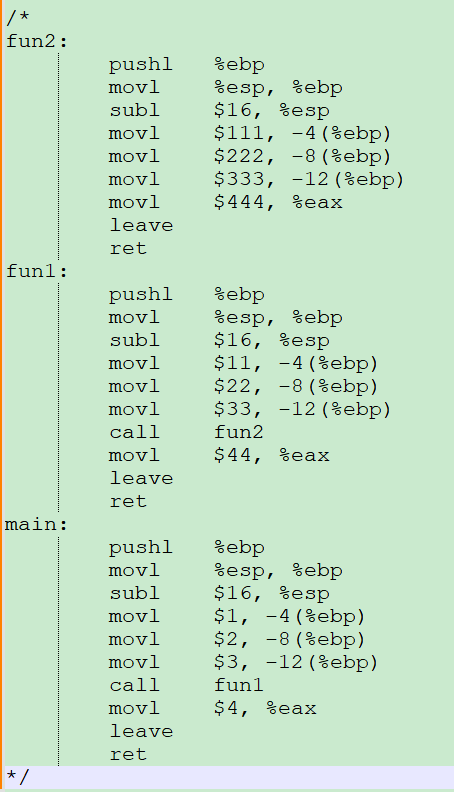 /*
fun2:
pushl %ebp
movl %esp, %ebp
subl $16, %esp
movl $111, -4(%ebp)
movl $222, -8(%ebp)
movl $333, -12(%ebp)
movl $444, %eax
leave
ret
fun1:
pushl %ebp
movl %esp, %ebp
subl $16, %esp
movl $11, -4(%ebp)
movl $22, -8(%ebp)
movl $33, -12(%ebp)
call fun2
movl $44, %eax
leave
ret
main:
pushl %ebp
movl %esp, %ebp
subl $16, %esp
movl $1, -4(%ebp)
movl $2, -8(%ebp)
movl $3, -12(%ebp)
call fun1
movl $4, %eax
leave
ret
*/